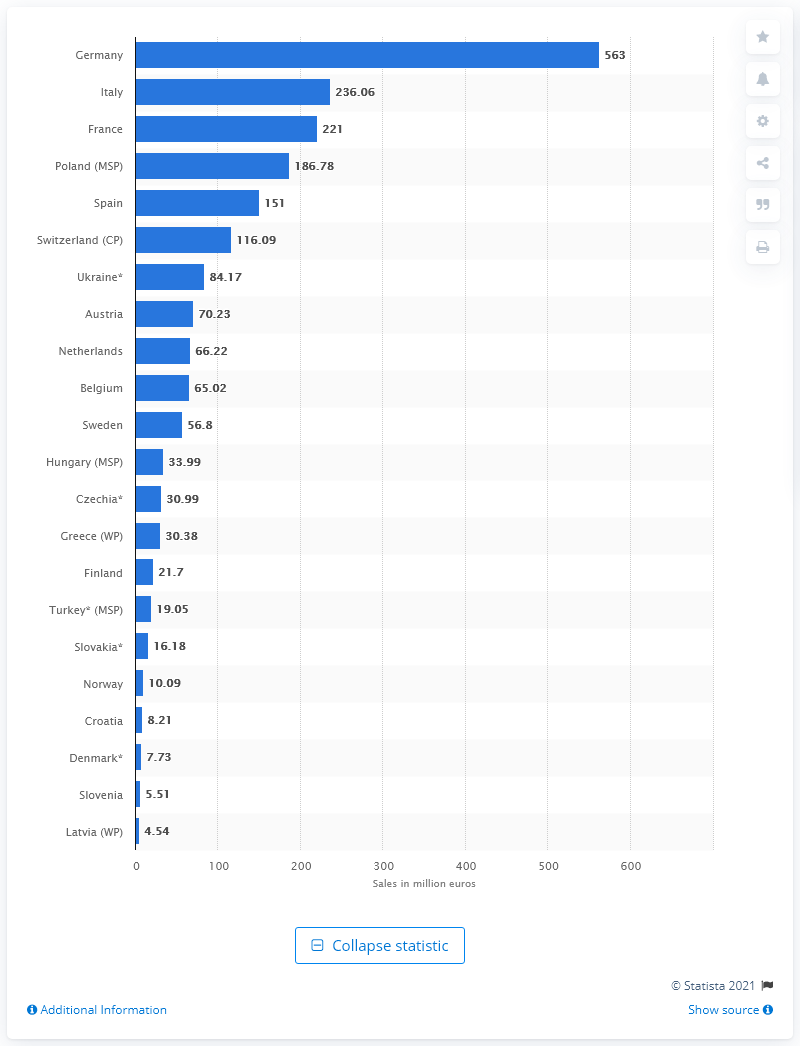 Germany 563
Italy 236.06
France 221
Poland (MSP) 186.78
Spain 151
Switzerland (CP) 116.09
Ukraine* 84.17
Austria 70.23
Netherlands 66.22
Belgium 65.02
Sweden 56.8
Hungary (MSP) 33.99
Czechia* 30.99
Greece (WP) 30.38
Finland 21.7
Turkey* (MSP) 19.05
Slovakia* 16.18
Norway 10.09
Croatia 8.21
Denmark* 7.73
Slovenia 5.51
Latvia (WP) 4.54
0 100 200 300 400 500 600
Sales in million euros
Collapse statistic
© Statista 2021
Additional Information Show source